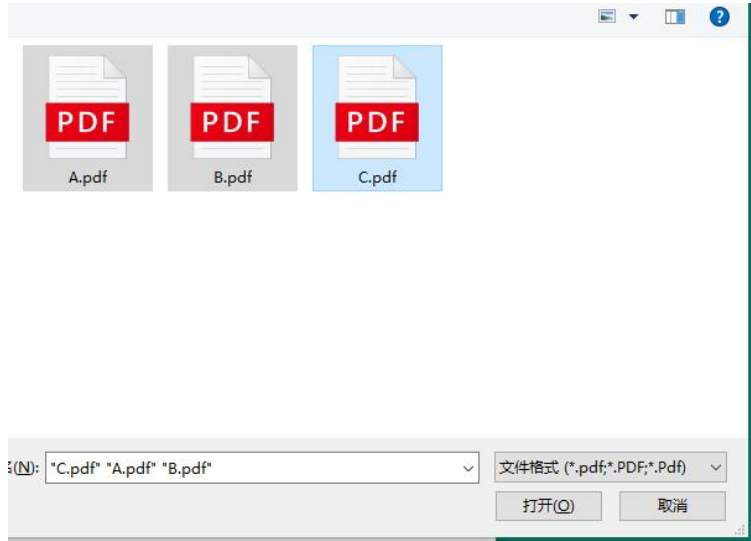 ?
PDF PDF PDF
A.pdf B.pdf C.pdf
(N): "C.pdf" "A.pdf" "B.pdf" 文件格式 (*.pdf;*.PDF;*.Pdf)
打开(O) 取消